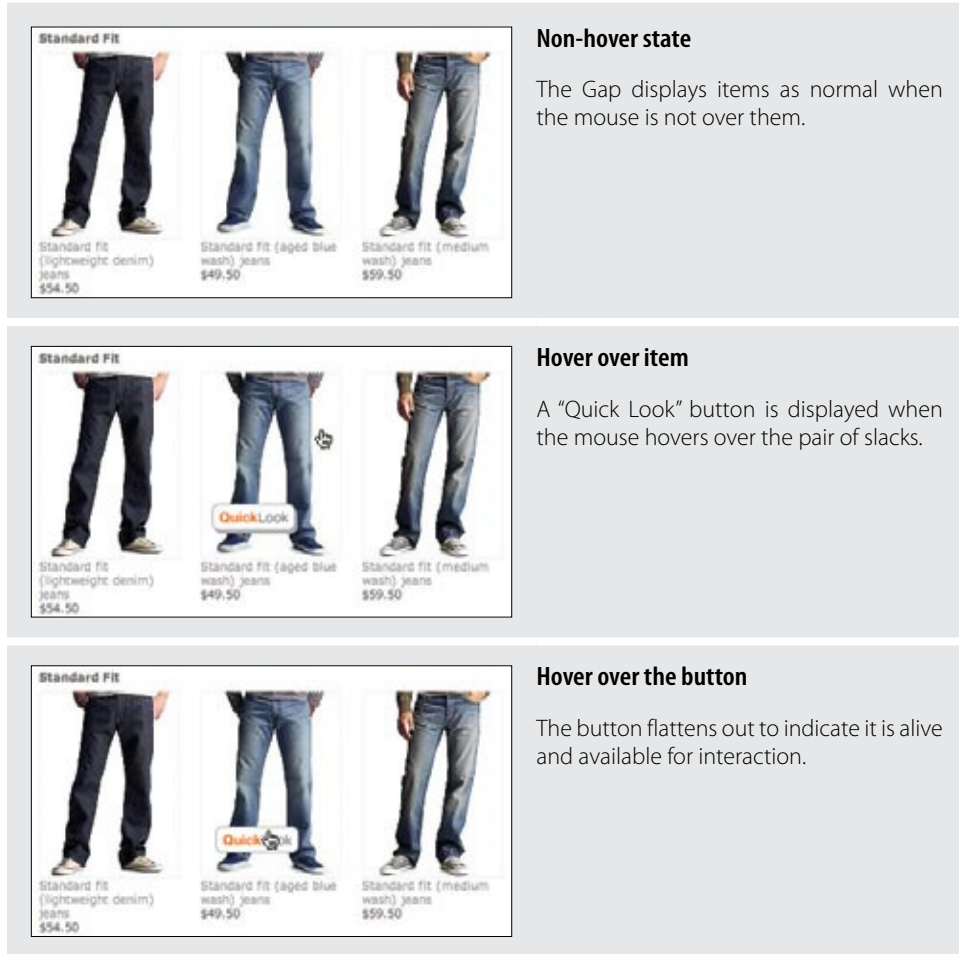 Standard Fit
Standard fit
(lightweight denim)
jeans
$54.50
Standard fit (aged blue
wash) jeans
$49.50
Standard fit (medium
wash) jeans
$59.50
Non-hover state
The Gap displays items as normal when
the mouse is not over them.
Standard Fit
QuickLook
Standard fit
(lightweight denim)
jeans
$54.50
Standard fit (aged blue
wash) jeans
$49.50
Standard fit (medium
wash) jeans
$59.50
Hover over item
A “Quick Look” button is displayed when
the mouse hovers over the pair of slacks.
Standard Fit
Quick
Standard fit
(lightweight denim)
jeans
$54.50
Standard fit (aged blue
wash) jeans
$49.50
Standard fit (medium
wash) jeans
$59.50
Hover over the button
The button flattens out to indicate it is alive
and available for interaction.